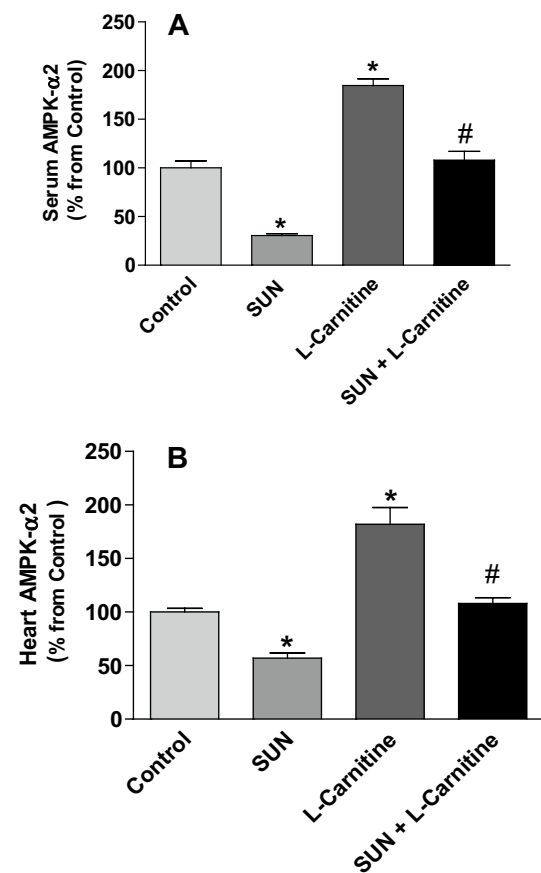 A
Serum AMPK-α2
(% from Control)
250
200
150
100
50
0
*
*
#
Control
SUN
L-Carnitine
SUN + L-Carnitine
B
Heart AMPK-α2
(% from Control )
250
200
150
100
50
0
*
*
#
Control
SUN
L-Carnitine
SUN + L-Carnitine